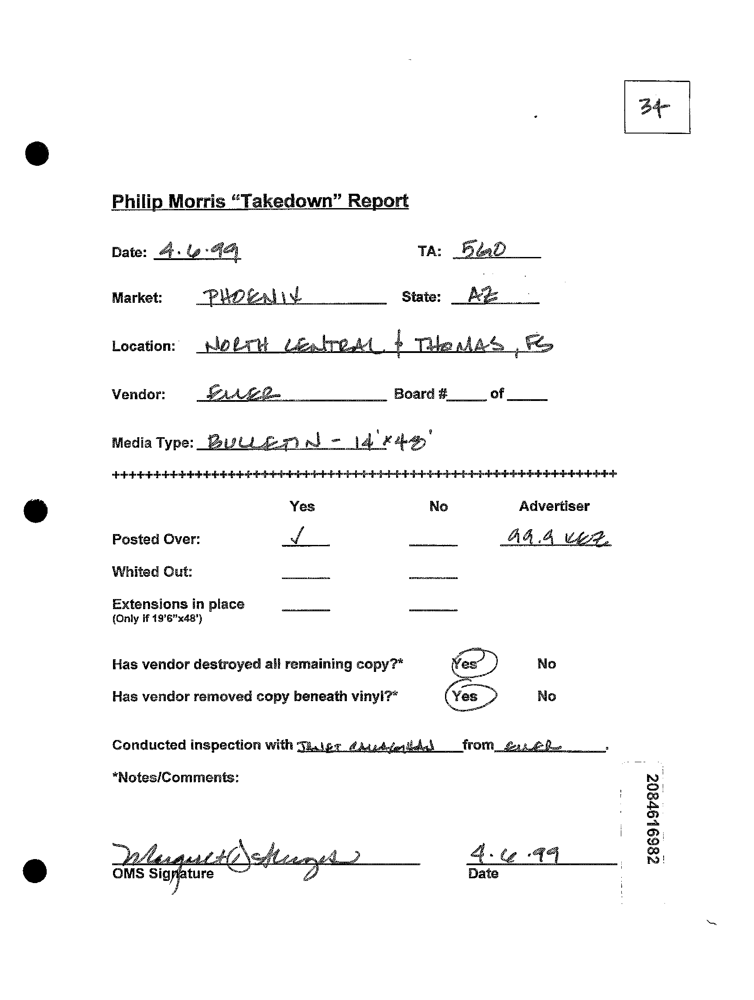 34
Philip Morris "Takedown" Report
Date: 4.6.99 TA: 560
Market: PHOENIX State: AZ
Location: NORTH CENTRAL & THOMAS, FS
Vendor: ELLER Board # of
Media Type: BULLETIN - 14'x48'
++++++++++++++++++++++++++++++++++++++++++++++++++++++++++++
Yes No Advertiser
Posted Over: ✓ 99.9 KEZ
Whited Out:
Extensions in place
(Only if 19'6"x48')
Has vendor destroyed all remaining copy?* Yes No
Has vendor removed copy beneath vinyl?* Yes No
Conducted inspection with JANET from ELLER .
*Notes/Comments:
Margaret 4.6.99
OMS Signature Date
2084616982